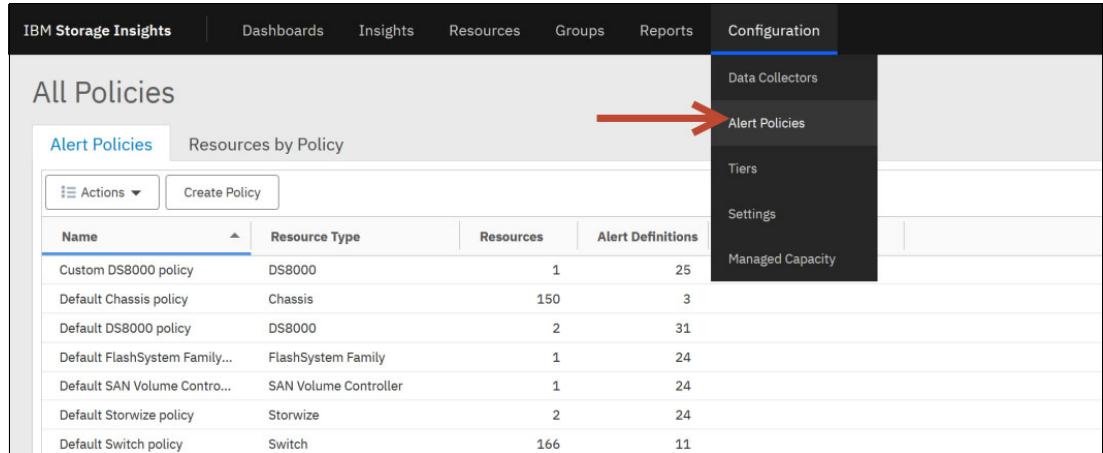 IBM Storage Insights Dashboards Insights Resources Groups Reports Configuration
Data Collectors
Alert Policies
Tiers
Settings
Managed Capacity
All Policies
Alert Policies Resources by Policy
Actions Create Policy
Name Resource Type Resources Alert Definitions
Custom DS8000 policy DS8000 1 25
Default Chassis policy Chassis 150 3
Default DS8000 policy DS8000 2 31
Default FlashSystem Family... FlashSystem Family 1 24
Default SAN Volume Contro... SAN Volume Controller 1 24
Default Storwize policy Storwize 2 24
Default Switch policy Switch 166 11